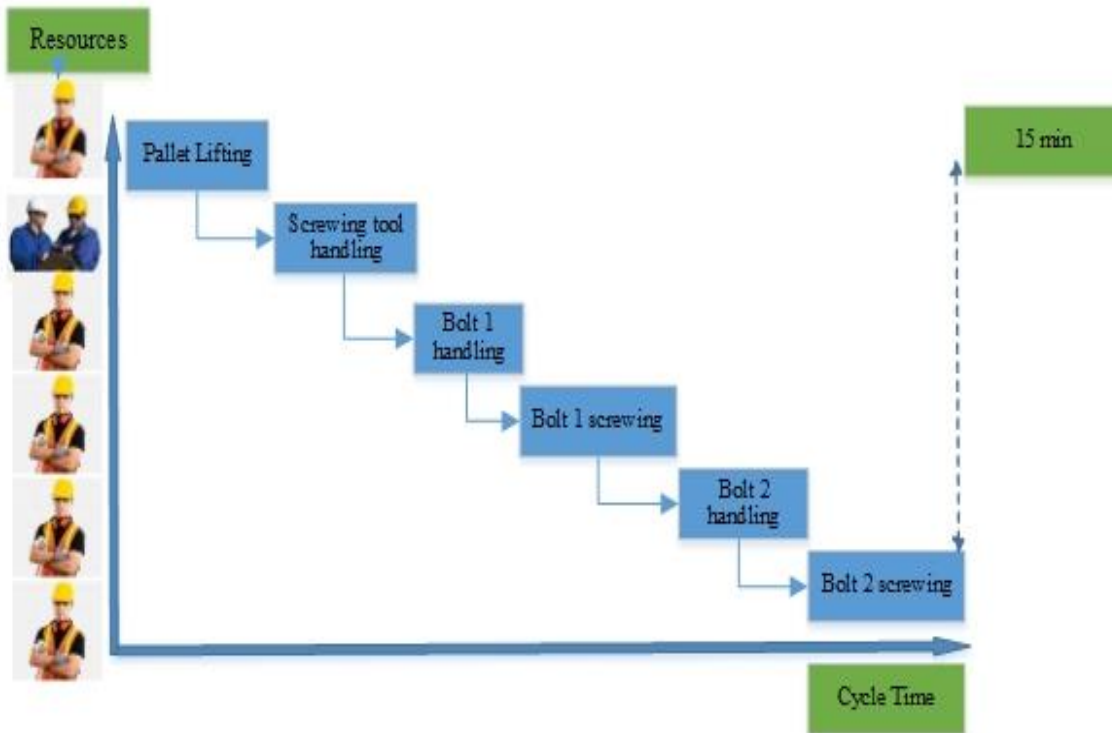 Resources
15 min
Pallet Lifting
Screwing tool
handling
Bolt 1
handling
Bolt 1 screwing
Bolt 2
handling
Bolt 2 screwing
Cycle Time